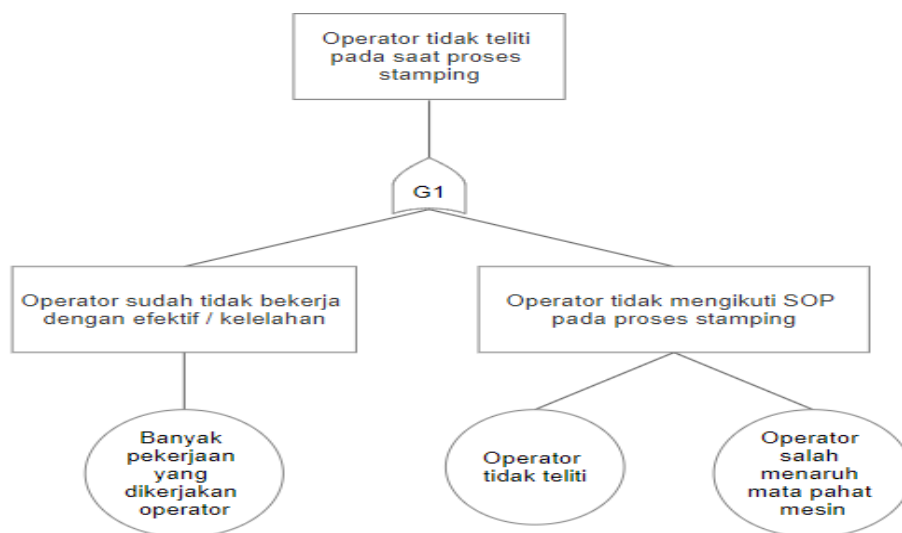 Operator tidak teliti
pada saat proses
stamping
G1
Operator sudah tidak bekerja
dengan efektif / kelelahan
Operator tidak mengikuti SOP
pada proses stamping
Banyak
pekerjaan
yang
dikerjakan
operator
Operator
tidak teliti
Operator
salah
menaruh
mata pahat
mesin